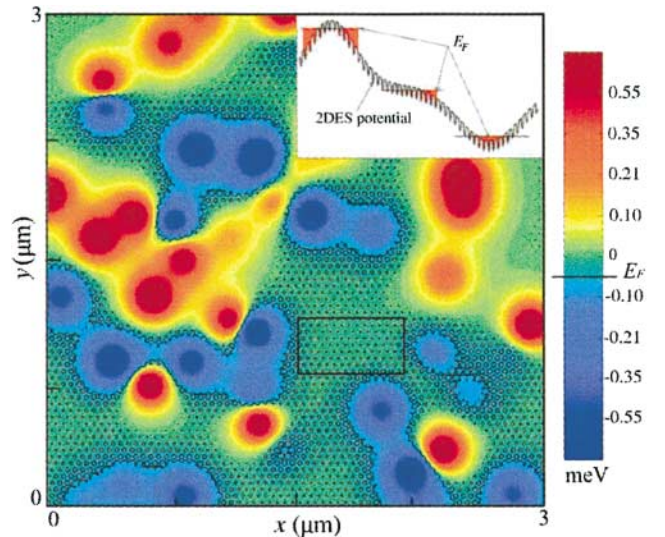 3
E_F
2DES potential
y (μm)
0
0
x (μm)
3
0.55
0.35
0.21
0.10
0
E_F
-0.10
-0.21
-0.35
-0.55
meV